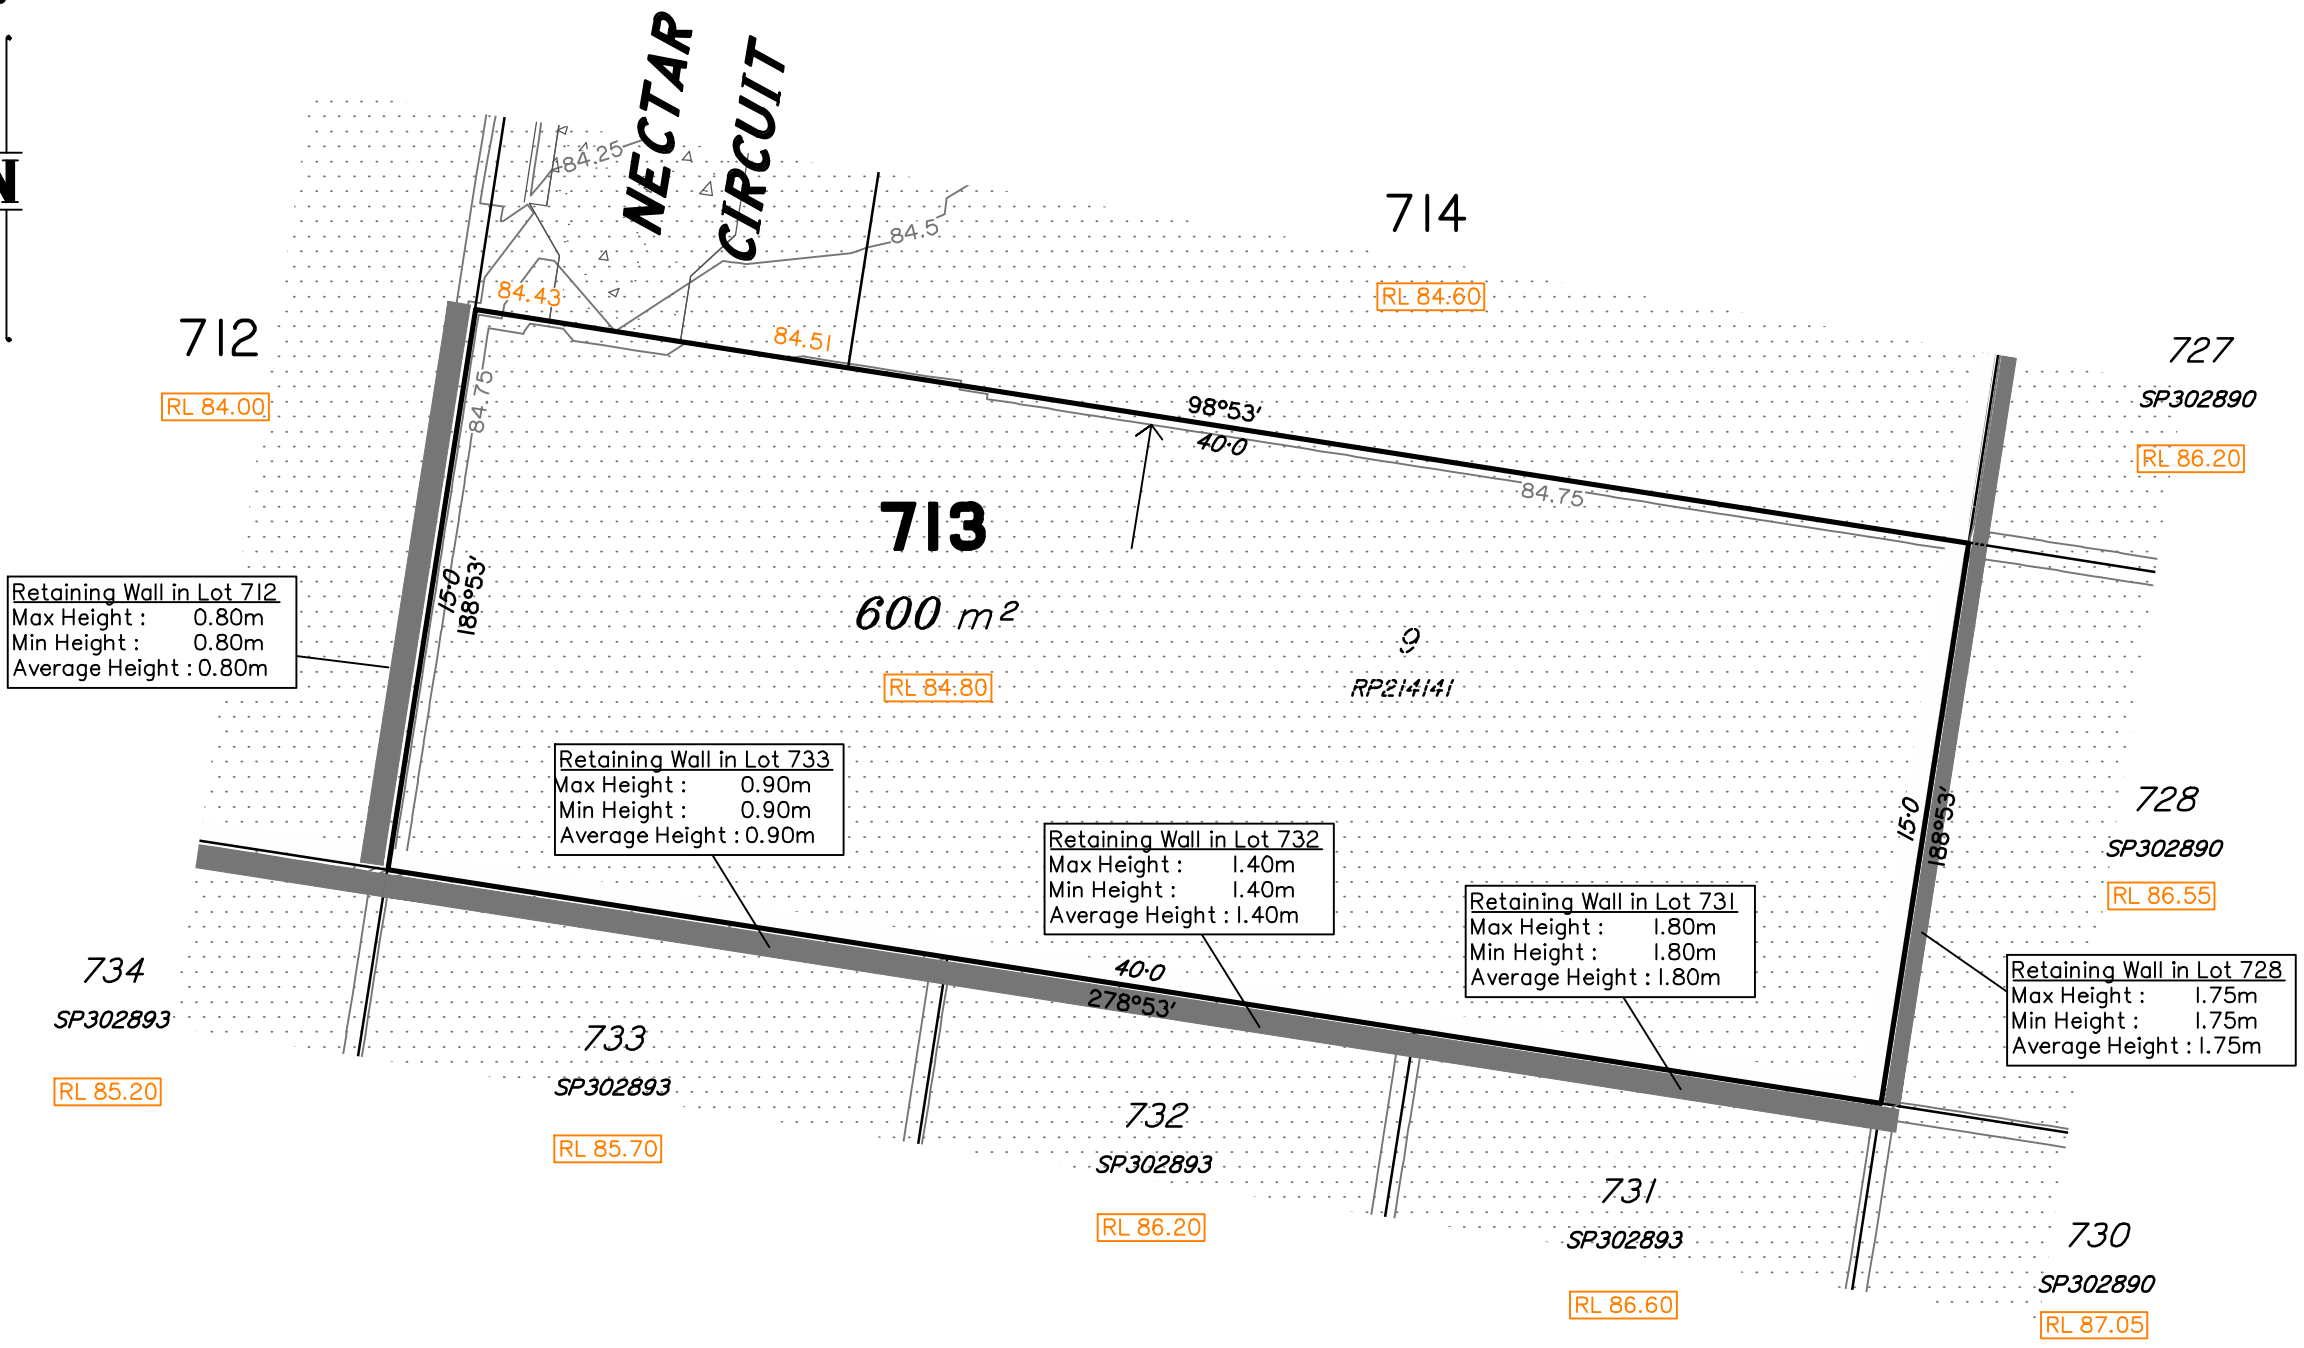 N
NECTAR
CIRCUIT
84.25
84.5
84.43
84.51
714
RL 84.60
712
RL 84.00
727
SP302890
RL 86.20
84.75
98°53'
40·0
84.75
713
600 m²
RL 84.80
9
RP214141
15·0
188°53'
Retaining Wall in Lot 712
Max Height : 0.80m
Min Height : 0.80m
Average Height : 0.80m
Retaining Wall in Lot 733
Max Height : 0.90m
Min Height : 0.90m
Average Height : 0.90m
Retaining Wall in Lot 732
Max Height : 1.40m
Min Height : 1.40m
Average Height : 1.40m
Retaining Wall in Lot 731
Max Height : 1.80m
Min Height : 1.80m
Average Height : 1.80m
15·0
188°53'
728
SP302890
RL 86.55
Retaining Wall in Lot 728
Max Height : 1.75m
Min Height : 1.75m
Average Height : 1.75m
40·0
278°53'
734
SP302893
RL 85.20
733
SP302893
RL 85.70
732
SP302893
RL 86.20
731
SP302893
RL 86.60
730
SP302890
RL 87.05